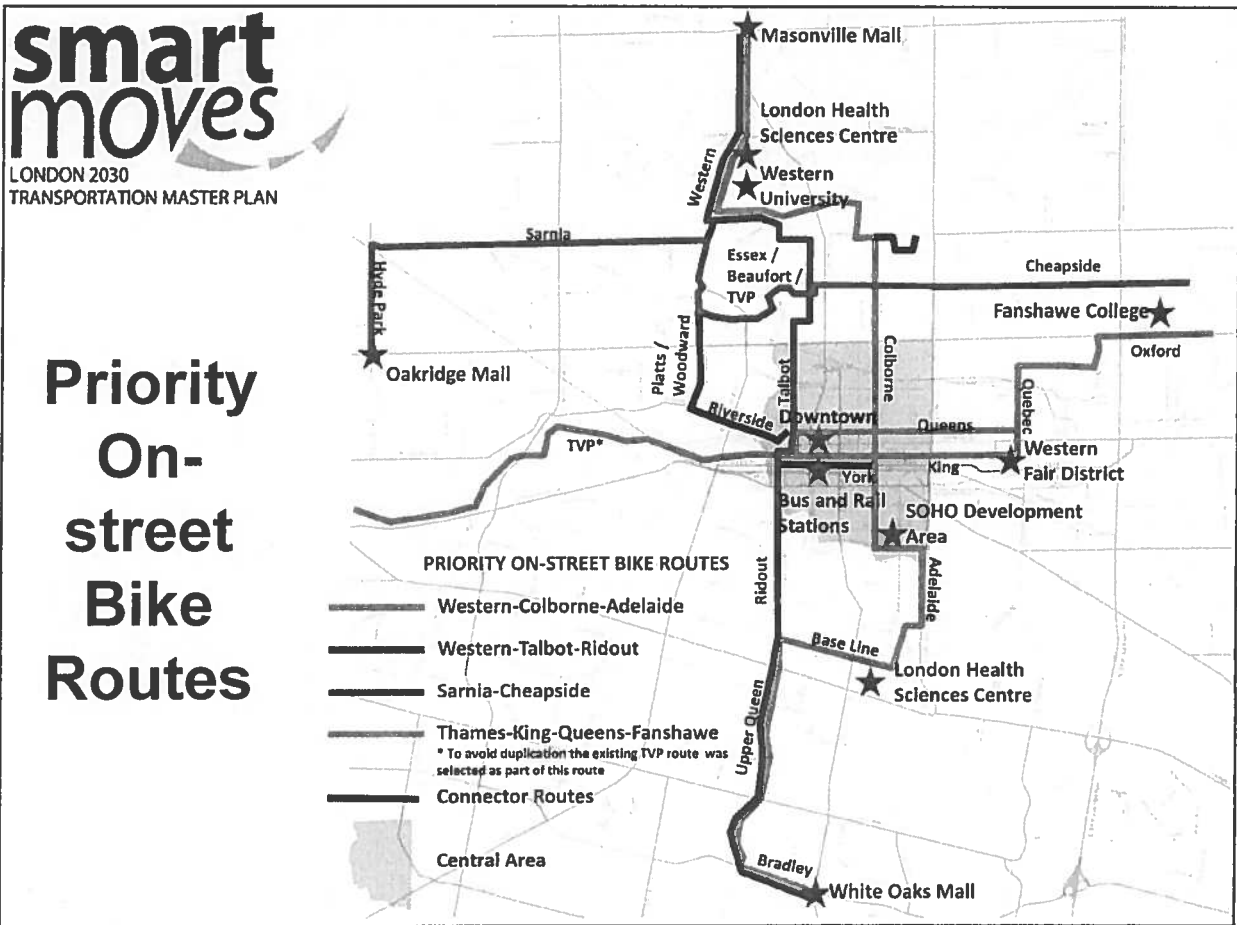 smart
moves
LONDON 2030
TRANSPORTATION MASTER PLAN
Priority
On-
street
Bike
Routes
Masonville Mall
London Health
Sciences Centre
Western
University
Western
Sarnia
Hyde Park
Oakridge Mall
Essex /
Beaufort /
TVP
Cheapside
Fanshawe College
Oxford
Platts /
Woodward
Talbot
Colborne
Quebec
Riverside
Downtown
Queens
TVP*
King
Western
Fair District
York
Bus and Rail
Stations
SOHO Development
Area
Ridout
Adelaide
Base Line
London Health
Sciences Centre
Upper Queen
Bradley
White Oaks Mall
PRIORITY ON-STREET BIKE ROUTES
Western-Colborne-Adelaide
Western-Talbot-Ridout
Sarnia-Cheapside
Thames-King-Queens-Fanshawe
* To avoid duplication the existing TVP route was
selected as part of this route
Connector Routes
Central Area